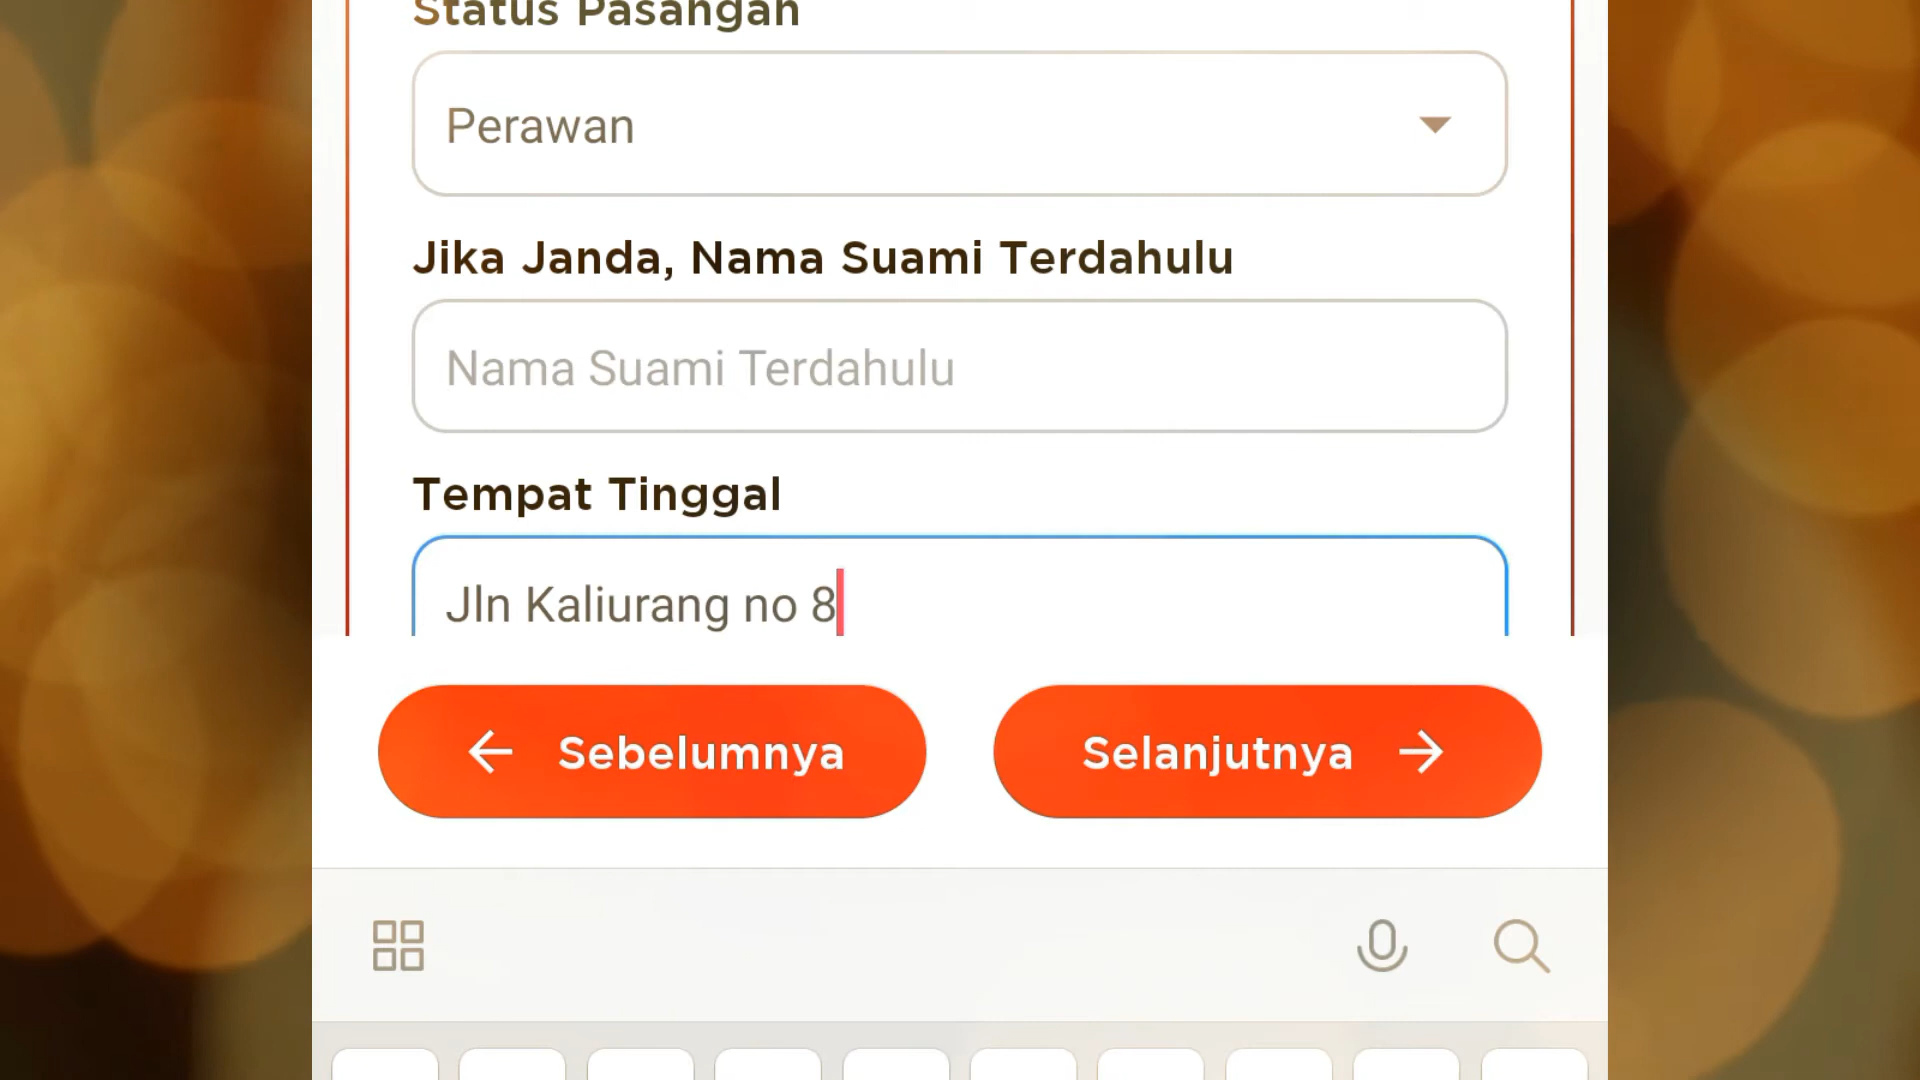 Status Pasangan
Perawan
Jika Janda, Nama Suami Terdahulu
Nama Suami Terdahulu
Tempat Tinggal
Jln Kaliurang no 8
Sebelumnya
Selanjutnya